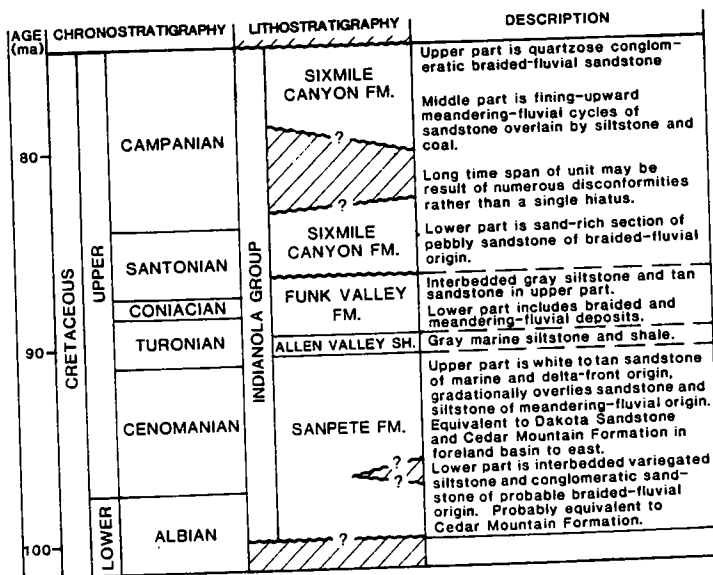 AGE
(ma)
CHRONOSTRATIGRAPHY
LITHOSTRATIGRAPHY
DESCRIPTION
80
90
100
CRETACEOUS
UPPER
LOWER
CAMPANIAN
SANTONIAN
CONIACIAN
TURONIAN
CENOMANIAN
ALBIAN
INDIANOLA GROUP
SIXMILE
CANYON FM.
?
?
SIXMILE
CANYON FM.
FUNK VALLEY
FM.
ALLEN VALLEY SH.
SANPETE FM.
?
?
?
Upper part is quartzose conglom-
eratic braided-fluvial sandstone
Middle part is fining-upward
meandering-fluvial cycles of
sandstone overlain by siltstone and
coal.
Long time span of unit may be
result of numerous disconformities
rather than a single hiatus.
Lower part is sand-rich section of
pebbly sandstone of braided-fluvial
origin.
Interbedded gray siltstone and tan
sandstone in upper part.
Lower part includes braided and
meandering-fluvial deposits.
Gray marine siltstone and shale.
Upper part is white to tan sandstone
of marine and delta-front origin,
gradationally overlies sandstone and
siltstone of meandering-fluvial origin.
Equivalent to Dakota Sandstone
and Cedar Mountain Formation in
foreland basin to east.
Lower part is interbedded variegated
siltstone and conglomeratic sand-
stone of probable braided-fluvial
origin. Probably equivalent to
Cedar Mountain Formation.